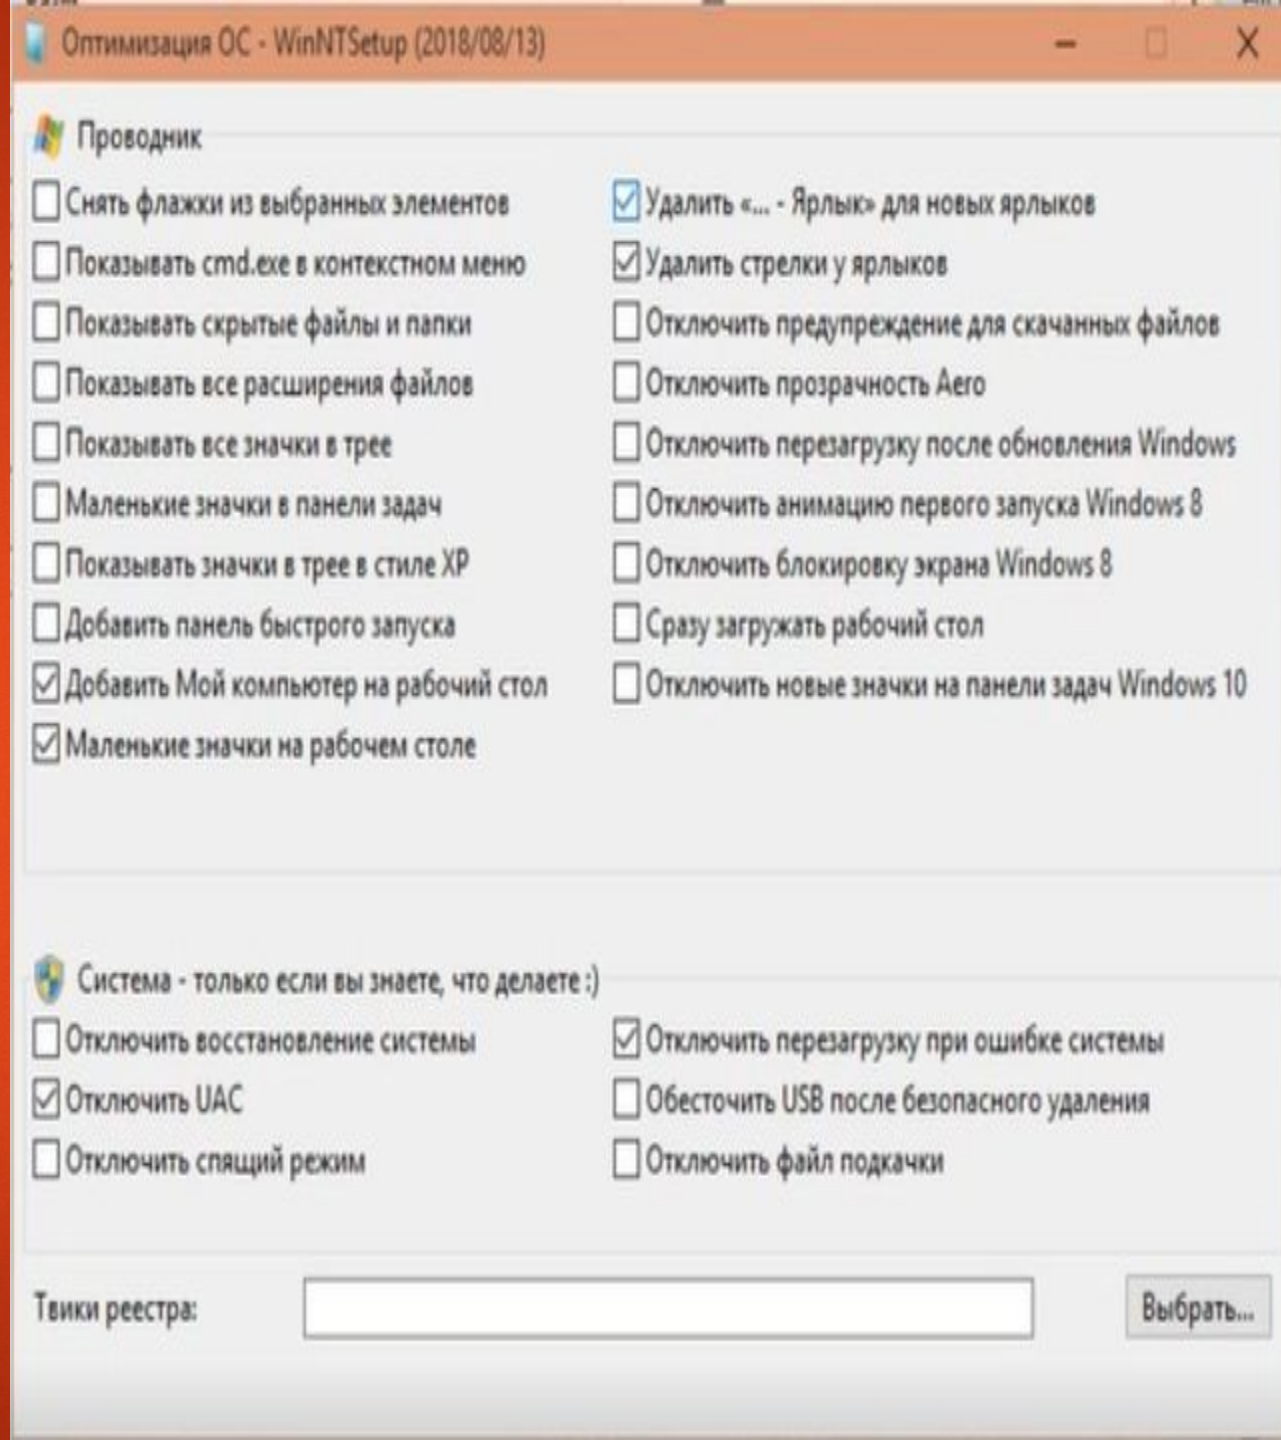 Оптимизация ОС - WinNTSetup (2018/08/13)
Проводник
Снять флажки из выбранных элементов
Показывать cmd.exe в контекстном меню
Показывать скрытые файлы и папки
Показывать все расширения файлов
Показывать все значки в трее
Маленькие значки в панели задач
Показывать значки в трее в стиле XP
Добавить панель быстрого запуска
Добавить Мой компьютер на рабочий стол
Маленькие значки на рабочем столе
Удалить «... - Ярлык» для новых ярлыков
Удалить стрелки у ярлыков
Отключить предупреждение для скачанных файлов
Отключить прозрачность Aero
Отключить перезагрузку после обновления Windows
Отключить анимацию первого запуска Windows 8
Отключить блокировку экрана Windows 8
Сразу загружать рабочий стол
Отключить новые значки на панели задач Windows 10
Система - только если вы знаете, что делаете :)
Отключить восстановление системы
Отключить UAC
Отключить спящий режим
Отключить перезагрузку при ошибке системы
Обесточить USB после безопасного удаления
Отключить файл подкачки
Твики реестра:
Выбрать...